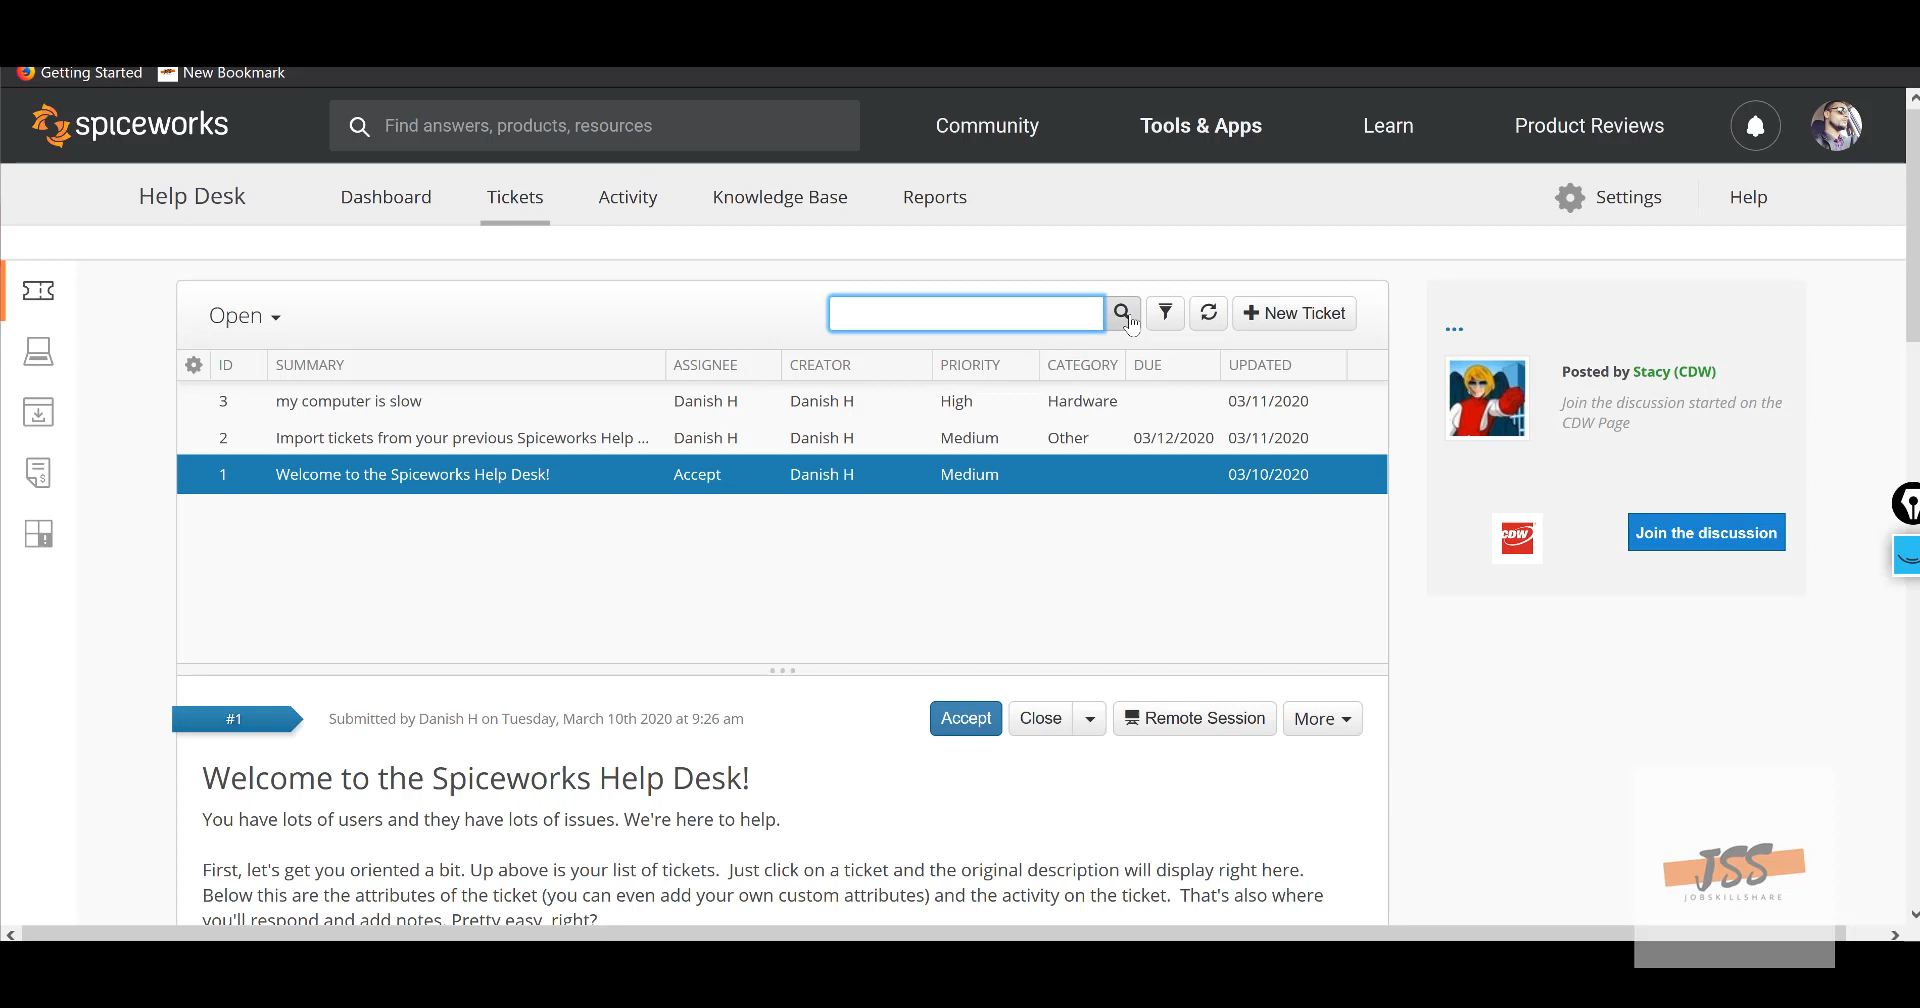 Getting Started New Bookmark
spiceworks Find answers, products, resources Community Tools & Apps Learn Product Reviews
Help Desk Dashboard Tickets Activity Knowledge Base Reports Settings Help
Open New Ticket
ID SUMMARY ASSIGNEE CREATOR PRIORITY CATEGORY DUE UPDATED
3 my computer is slow Danish H Danish H High Hardware 03/11/2020
2 Import tickets from your previous Spiceworks Help ... Danish H Danish H Medium Other 03/12/2020 03/11/2020
1 Welcome to the Spiceworks Help Desk! Accept Danish H Medium 03/10/2020
...
Posted by Stacy (CDW)
Join the discussion started on the
CDW Page
CDW Join the discussion
#1 Submitted by Danish H on Tuesday, March 10th 2020 at 9:26 am Accept Close Remote Session More
Welcome to the Spiceworks Help Desk!
You have lots of users and they have lots of issues. We're here to help.
First, let's get you oriented a bit. Up above is your list of tickets. Just click on a ticket and the original description will display right here.
Below this are the attributes of the ticket (you can even add your own custom attributes) and the activity on the ticket. That's also where
you'll respond and add notes. Pretty easy, right?
JSS
JOBSKILLSHARE